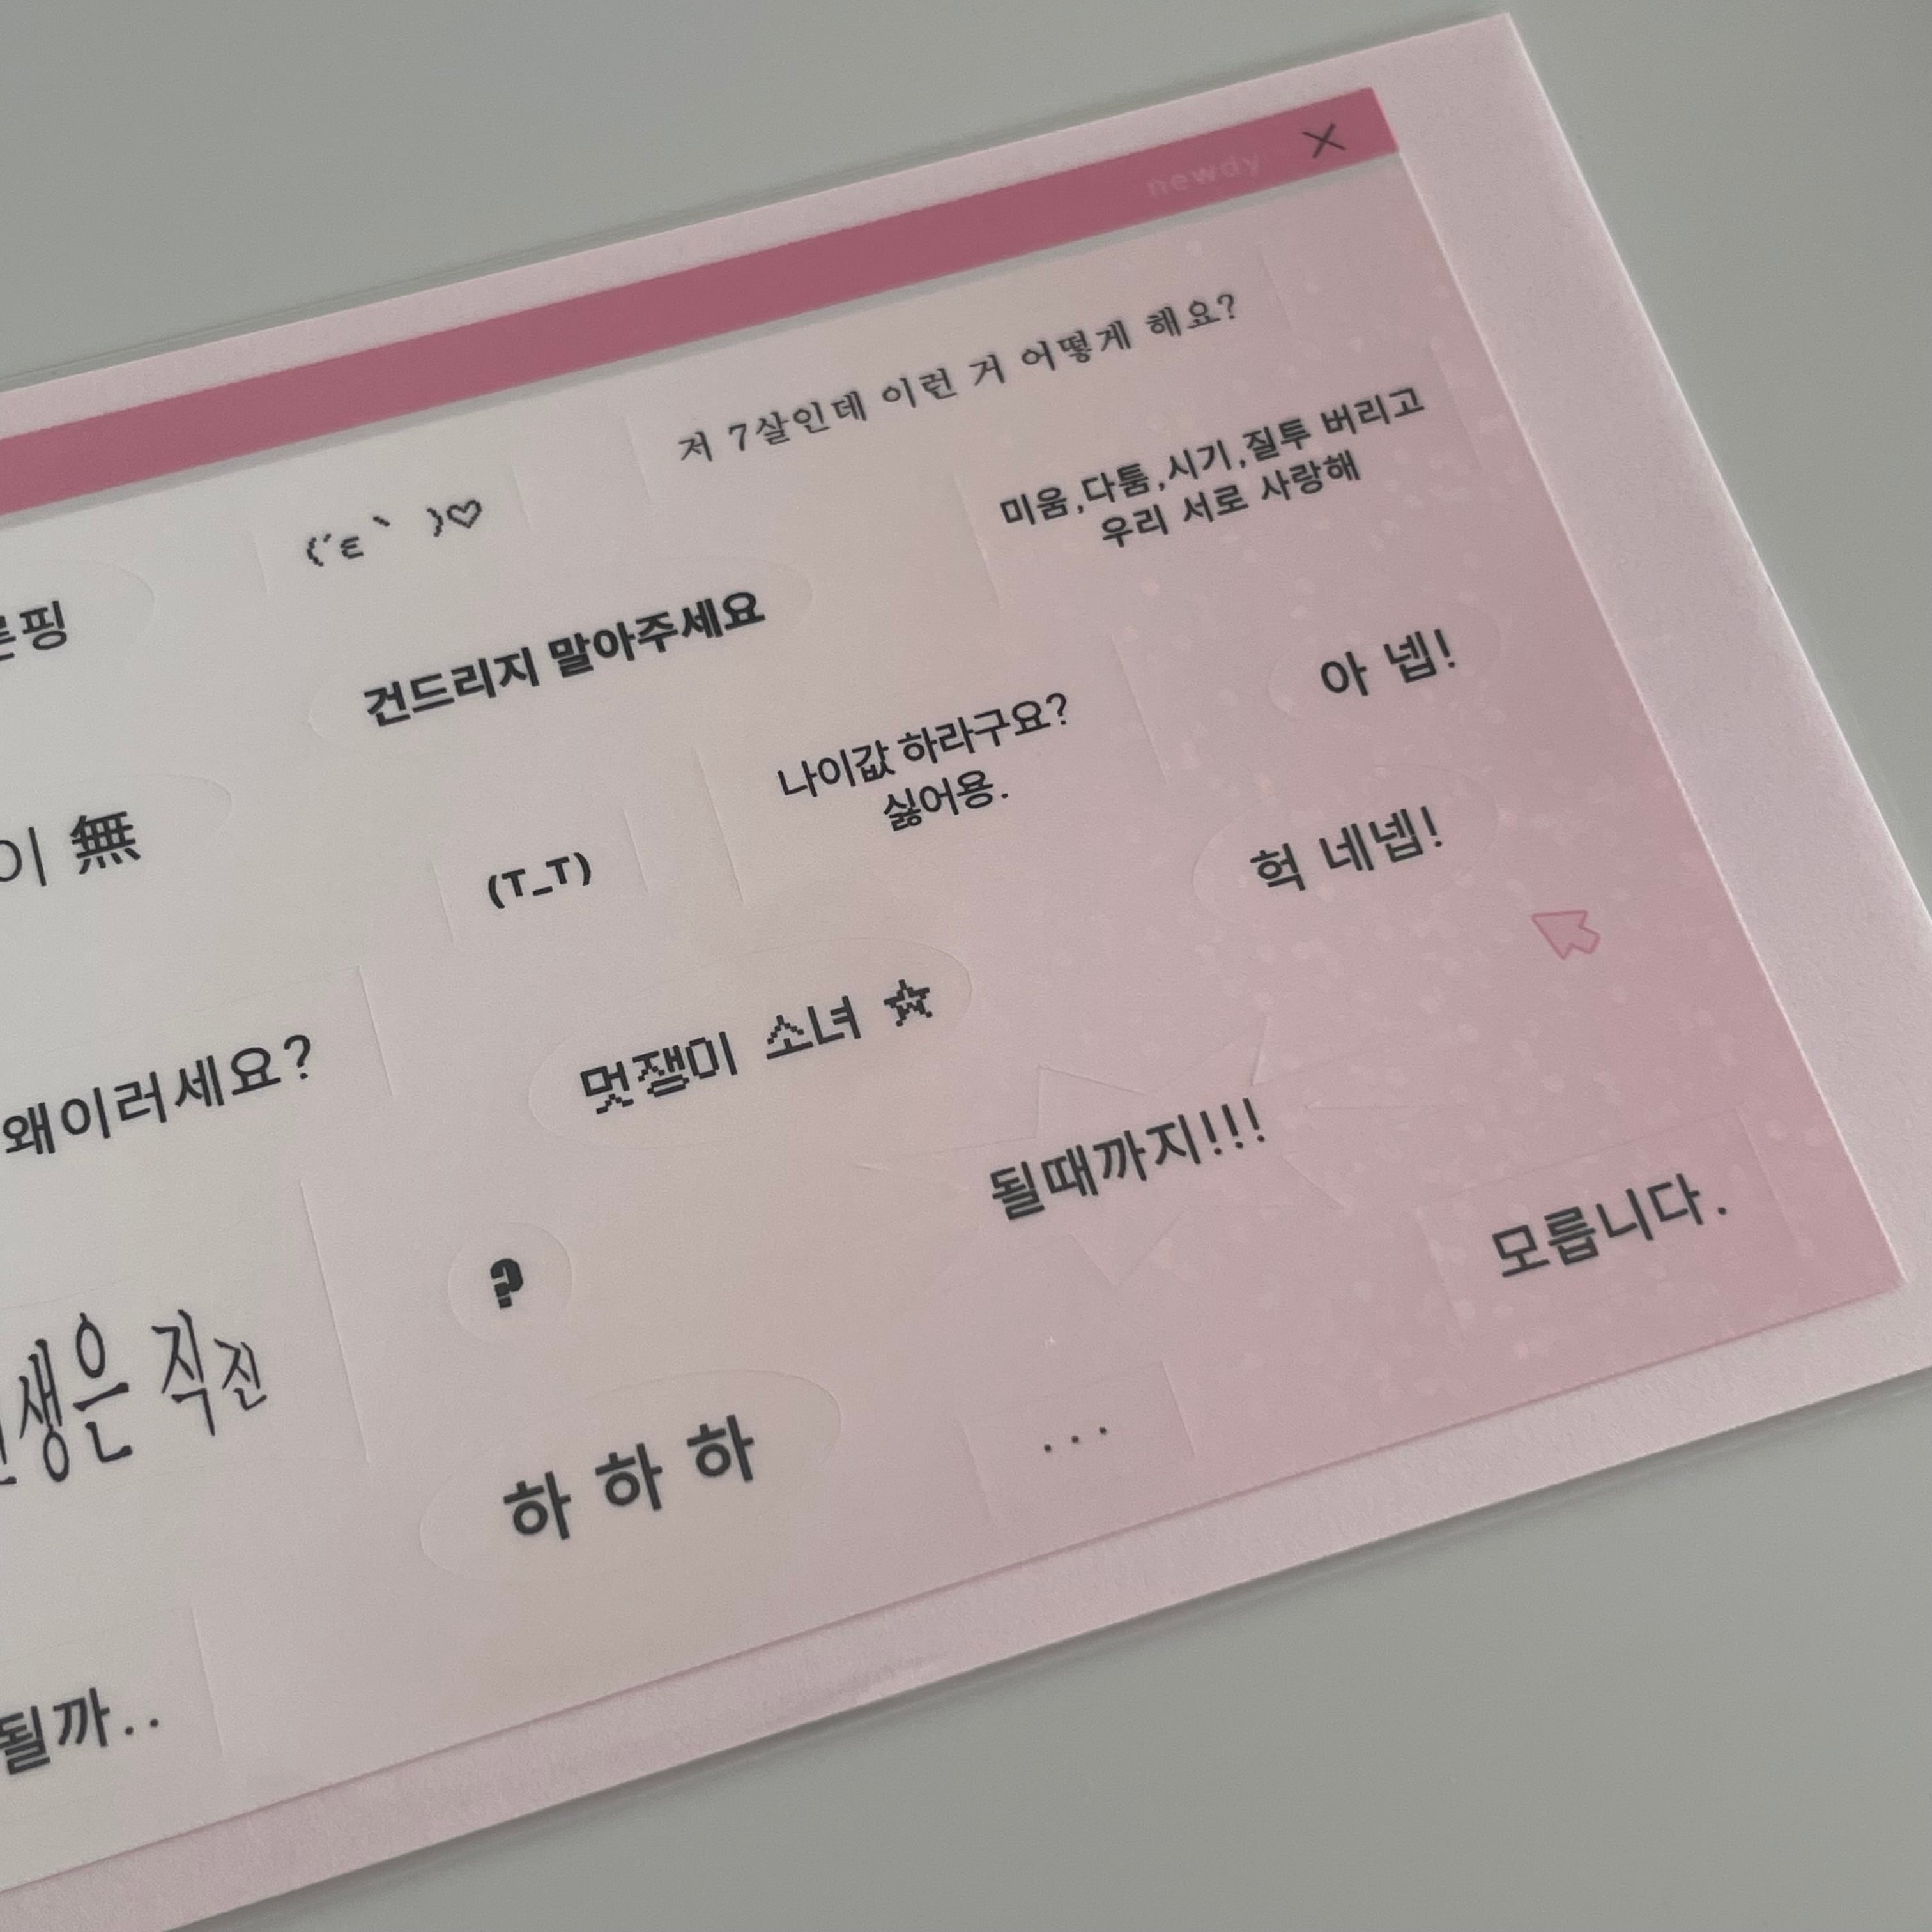 newdy ×
저 7살인데 이런 거 어떻게 해요?
미움,다툼,시기,질투 버리고
우리 서로 사랑해
(´ε` )♡
핑
건드리지 말아주세요
아 넵!
나이값 하라구요?
싫어용.
헉 네넵!
이 無
(T_T)
멋쟁미 소녀 ☆
왜이러세요?
될때까지!!!
모릅니다.
?
생은 직진
하 하 하
...
될까..